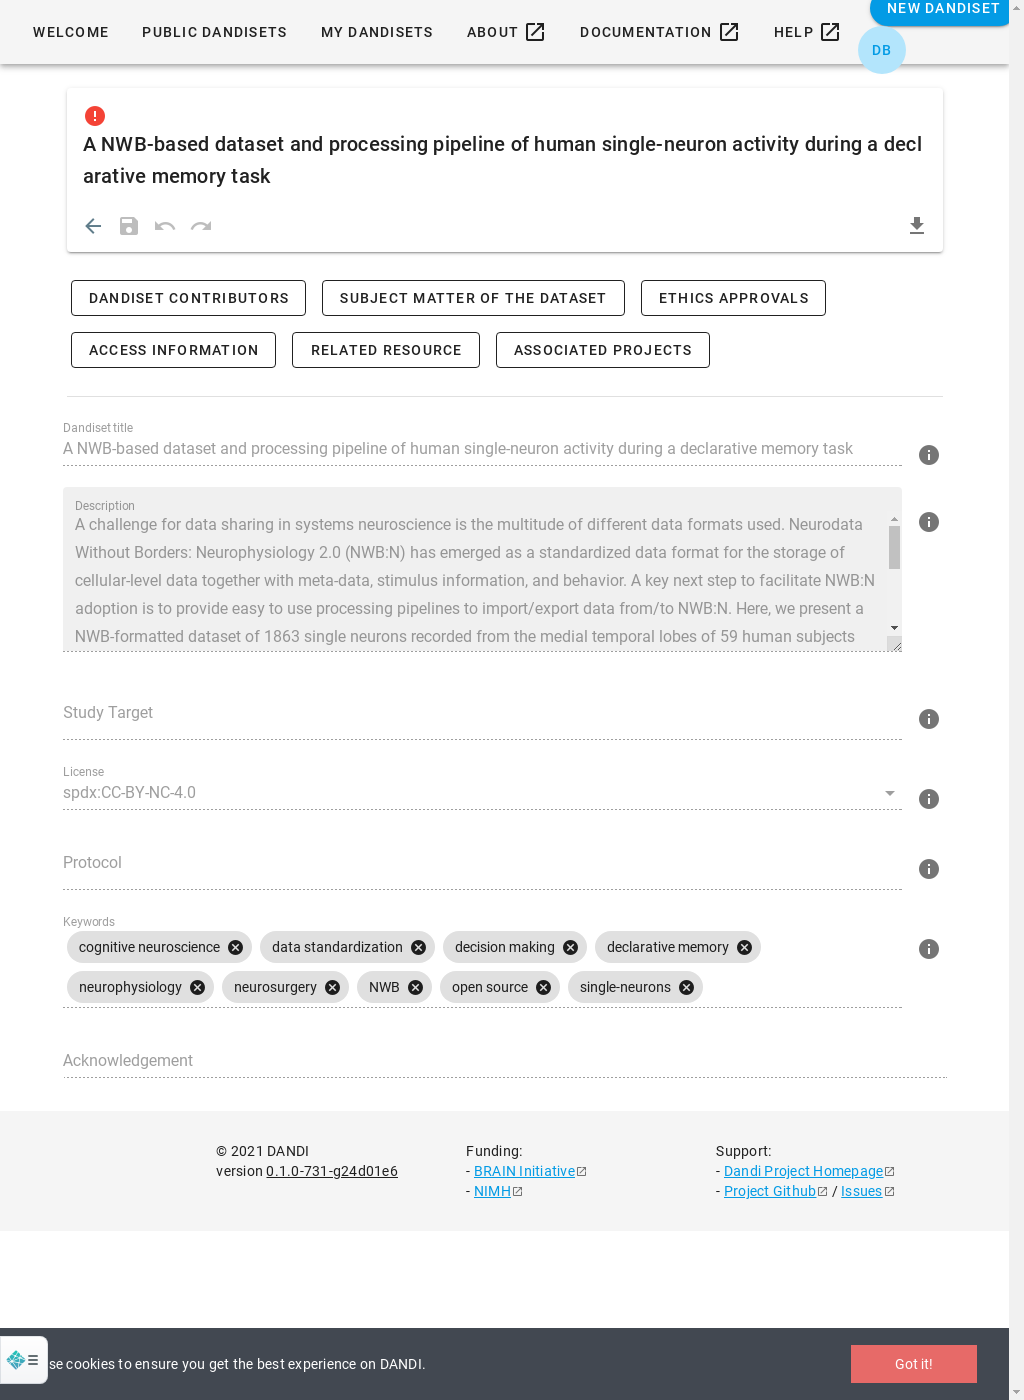 WELCOME PUBLIC DANDISETS MY DANDISETS ABOUT DOCUMENTATION HELP NEW DANDISET
DB
A NWB-based dataset and processing pipeline of human single-neuron activity during a decl
arative memory task
DANDISET CONTRIBUTORS SUBJECT MATTER OF THE DATASET ETHICS APPROVALS
ACCESS INFORMATION RELATED RESOURCE ASSOCIATED PROJECTS
Dandiset title
A NWB-based dataset and processing pipeline of human single-neuron activity during a declarative memory task
Description
A challenge for data sharing in systems neuroscience is the multitude of different data formats used. Neurodata
Without Borders: Neurophysiology 2.0 (NWB:N) has emerged as a standardized data format for the storage of
cellular-level data together with meta-data, stimulus information, and behavior. A key next step to facilitate NWB:N
adoption is to provide easy to use processing pipelines to import/export data from/to NWB:N. Here, we present a
NWB-formatted dataset of 1863 single neurons recorded from the medial temporal lobes of 59 human subjects
Study Target
License
spdx:CC-BY-NC-4.0
Protocol
Keywords
cognitive neuroscience data standardization decision making declarative memory
neurophysiology neurosurgery NWB open source single-neurons
Acknowledgement
© 2021 DANDI
version 0.1.0-731-g24d01e6
Funding:
- BRAIN Initiative
- NIMH
Support:
- Dandi Project Homepage
- Project Github / Issues
se cookies to ensure you get the best experience on DANDI.
Got it!